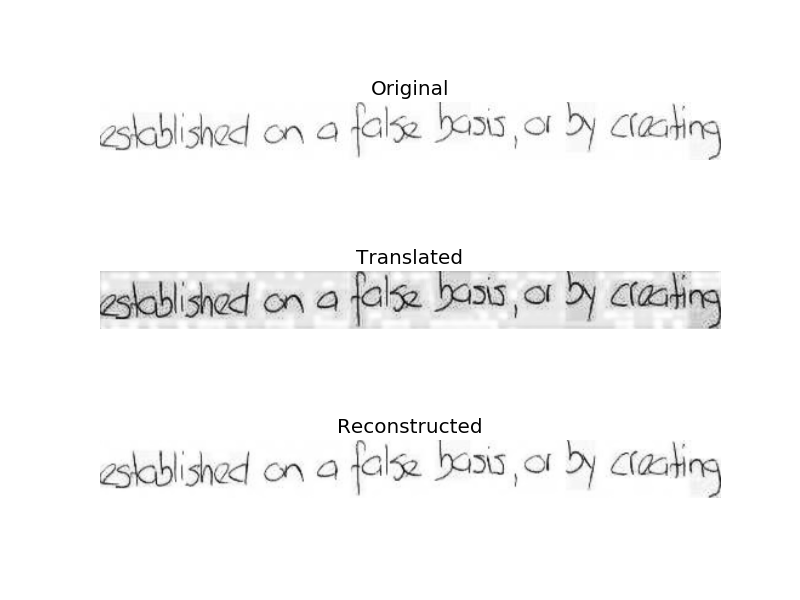 Original
established on a false basis, or by creating
Translated
established on a false basis, or by creating
Reconstructed
established on a false basis, or by creating